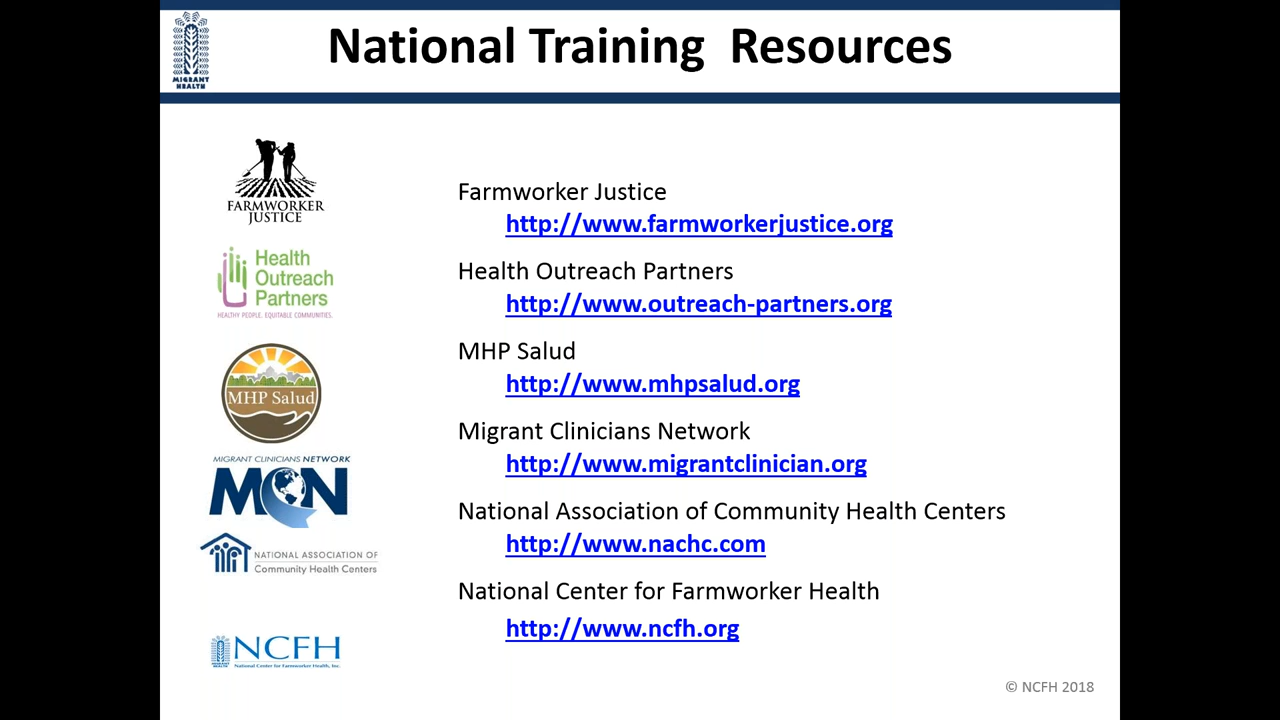 MIGRANT
HEALTH
National Training Resources
FARMWORKER
JUSTICE
Farmworker Justice
http://www.farmworkerjustice.org
Health
Outreach
Partners
HEALTHY PEOPLE. EQUITABLE COMMUNITIES.
Health Outreach Partners
http://www.outreach-partners.org
MHP Salud
MHP Salud
http://www.mhpsalud.org
MIGRANT CLINICIANS NETWORK
MCN
Migrant Clinicians Network
http://www.migrantclinician.org
NATIONAL ASSOCIATION OF
Community Health Centers
National Association of Community Health Centers
http://www.nachc.com
National Center for Farmworker Health
http://www.ncfh.org
MIGRANT
HEALTH
NCFH
National Center for Farmworker Health, Inc.
© NCFH 2018